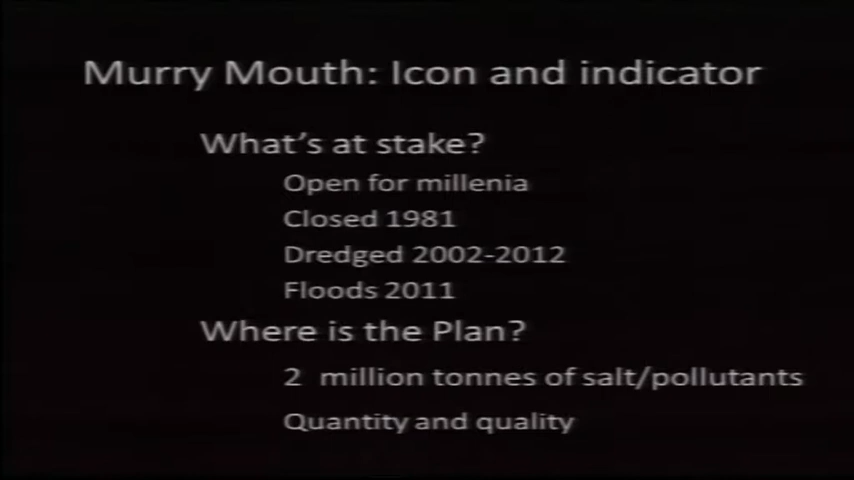 Murry Mouth: Icon and indicator
What's at stake?
Open for millenia
Closed 1981
Dredged 2002-2012
Floods 2011
Where is the Plan?
2 million tonnes of salt/pollutants
Quantity and quality